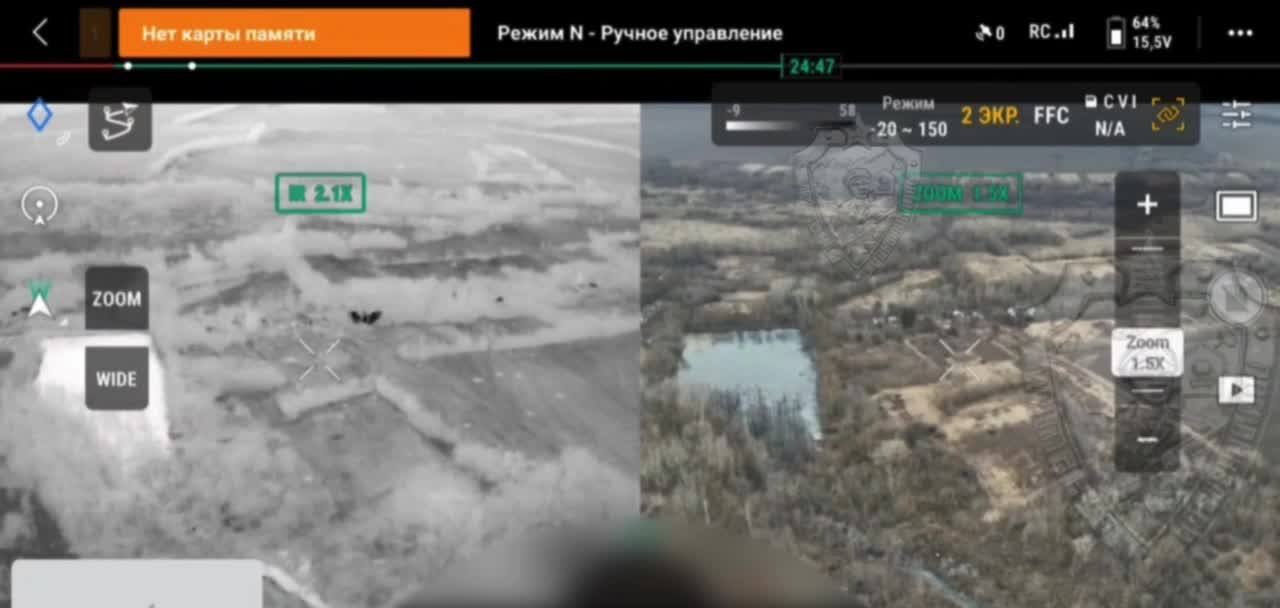 Нет карты памяти
Режим N - Ручное управление
0
RC
64%
15,5V
24:47
-9
58
Режим
-20 ~ 150
2 ЭКР.
FFC
CVI
N/A
IR 2.1X
ZOOM 1.5X
ZOOM
WIDE
Zoom
1.5X
N